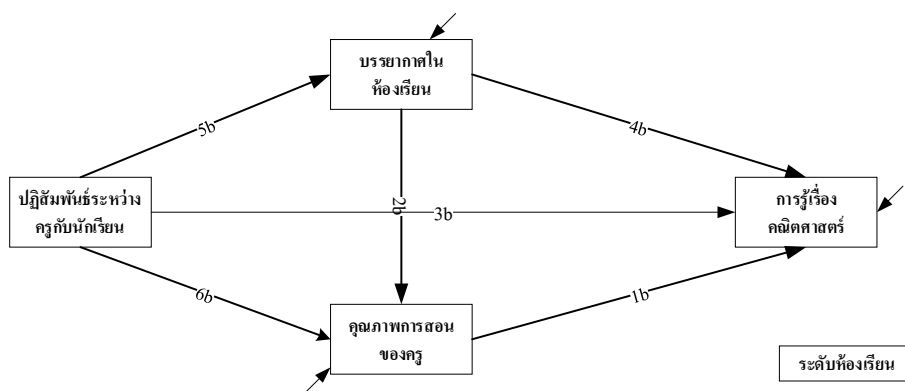 บรรยากาศใน
ห้องเรียน
5b
4b
ปฏิสัมพันธ์ระหว่าง
ครูกับนักเรียน
2b
3b
การรู้เรื่อง
คณิตศาสตร์
6b
1b
คุณภาพการสอน
ของครู
ระดับห้องเรียน